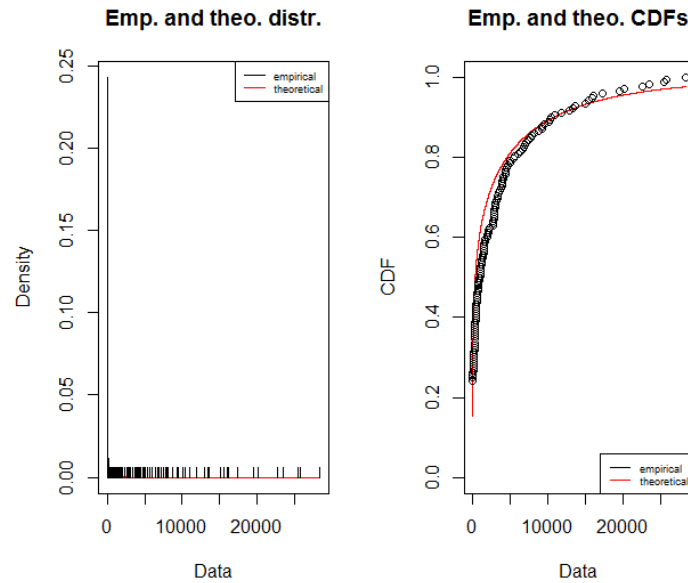 Emp. and theo. distr.
empirical
theoretical
0.25
0.20
0.15
0.10
0.05
0.00
Density
0 10000 20000
Data
Emp. and theo. CDFs
1.0
0.8
0.6
0.4
0.2
0.0
CDF
empirical
theoretical
0 10000 20000
Data